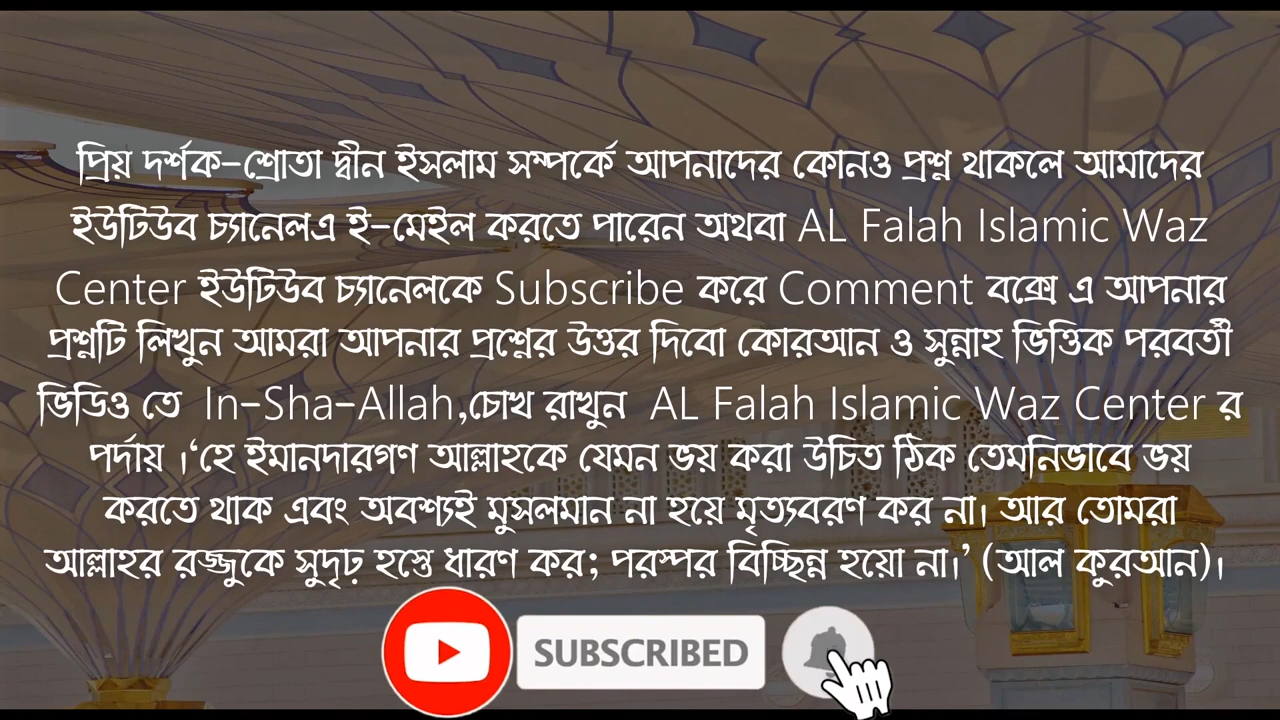 প্রিয় দর্শক-শ্রোতা দ্বীন ইসলাম সম্পর্কে আপনাদের কোনও প্রশ্ন থাকলে আমাদের
ইউটিউব চ্যানেলএ ই-মেইল করতে পারেন অথবা AL Falah Islamic Waz
Center ইউটিউব চ্যানেলকে Subscribe করে Comment বক্সে এ আপনার
প্রশ্নটি লিখুন আমরা আপনার প্রশ্নের উত্তর দিবো কোরআন ও সুন্নাহ ভিত্তিক পরবর্তী
ভিডিও তে In-Sha-Allah,চোখ রাখুন AL Falah Islamic Waz Center র
পর্দায় ।‘হে ইমানদারগণ আল্লাহকে যেমন ভয় করা উচিত ঠিক তেমনিভাবে ভয়
করতে থাক এবং অবশ্যই মুসলমান না হয়ে মৃত্যবরণ কর না। আর তোমরা
আল্লাহর রজ্জুকে সুদৃঢ় হস্তে ধারণ কর; পরস্পর বিচ্ছিন্ন হয়ো না।’ (আল কুরআন)।
SUBSCRIBED